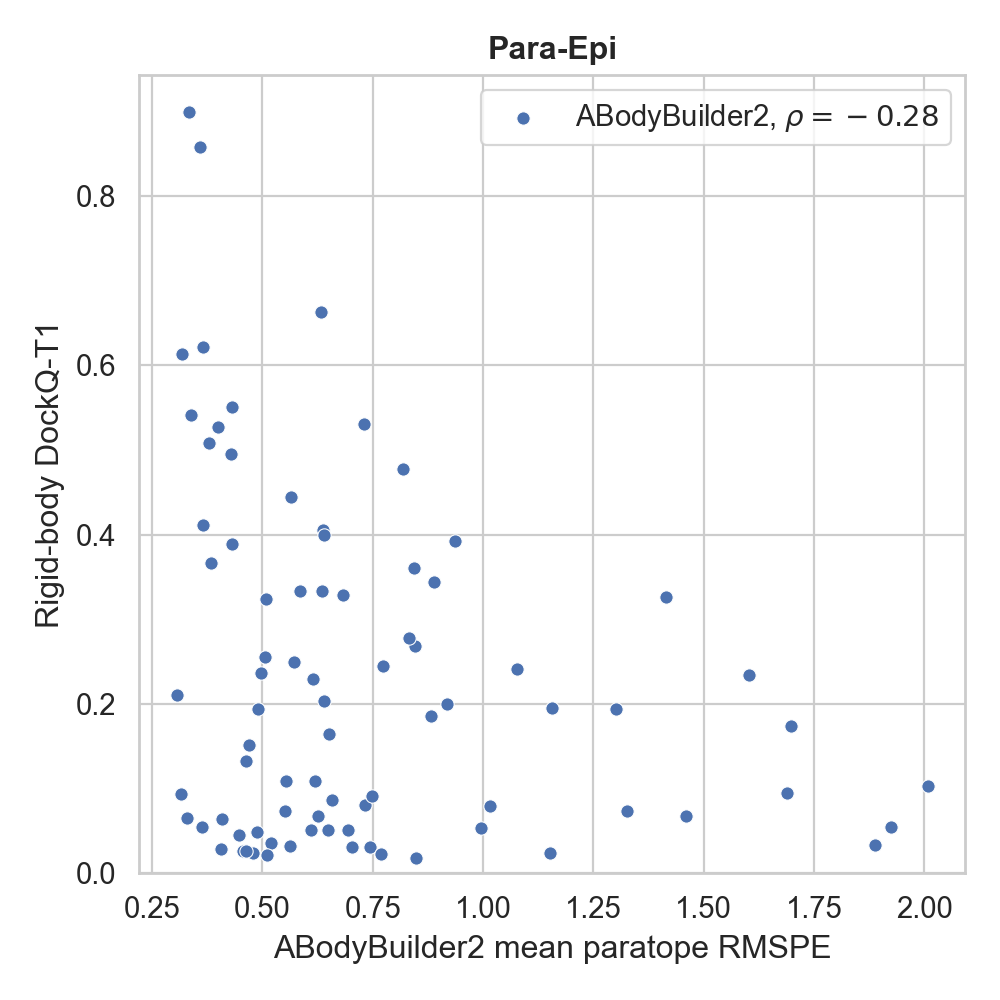 Para-Epi
ABodyBuilder2, ρ = − 0.28
Rigid-body DockQ-T1
0.8
0.6
0.4
0.2
0.0
0.25 0.50 0.75 1.00 1.25 1.50 1.75 2.00
ABodyBuilder2 mean paratope RMSPE